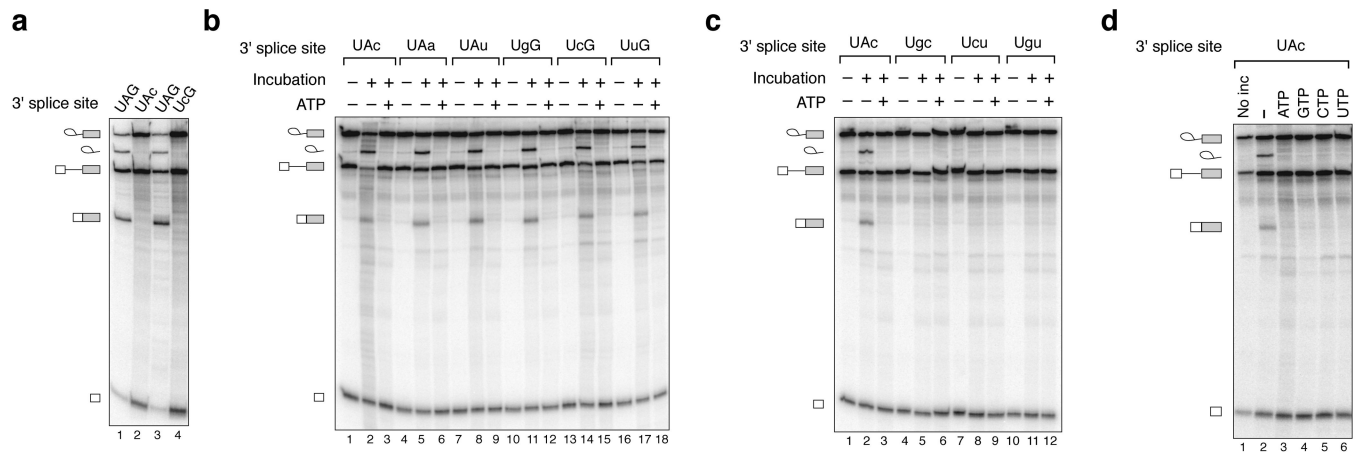 a
3' splice site UAG UAc UAG UcG
1 2 3 4
b
3' splice site UAc UAa UAu UgG UcG UuG
Incubation − + + − + + − + + − + + − + + − + +
ATP + + + + + +
1 2 3 4 5 6 7 8 9 10 11 12 13 14 15 16 17 18
c
3' splice site UAc Ugc Ucu Ugu
Incubation − + + − + + − + + − + +
ATP + + + +
1 2 3 4 5 6 7 8 9 10 11 12
d
3' splice site UAc
No inc − ATP GTP CTP UTP
1 2 3 4 5 6